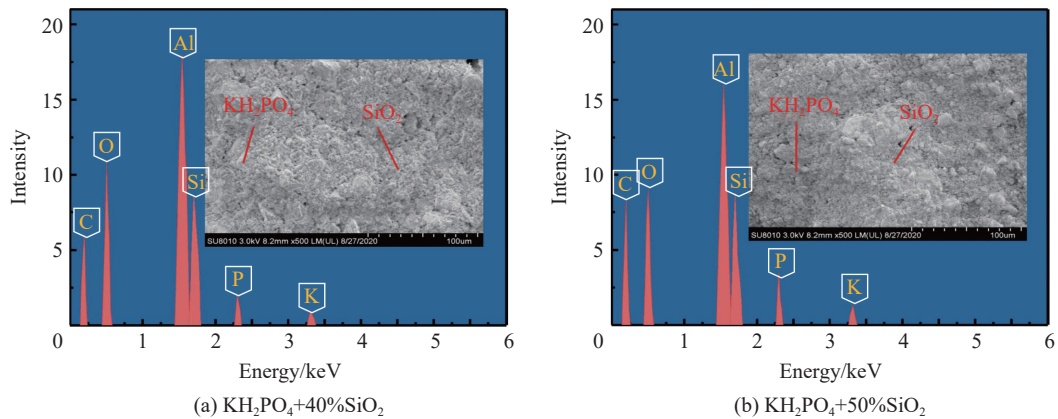 20
15
10
5
0
1
2
3
4
5
6
Intensity
Energy/keV
C
O
Al
Si
P
K
KH₂PO₄
SiO₂
SU8010 3.0kV 8.2mm x500 LM(UL) 8/27/2020
100um
(a) KH₂PO₄+40%SiO₂
20
15
10
5
0
1
2
3
4
5
6
Intensity
Energy/keV
C
O
Al
Si
P
K
KH₂PO₄
SiO₂
SU8010 3.0kV 8.2mm x500 LM(UL) 8/27/2020
100um
(b) KH₂PO₄+50%SiO₂